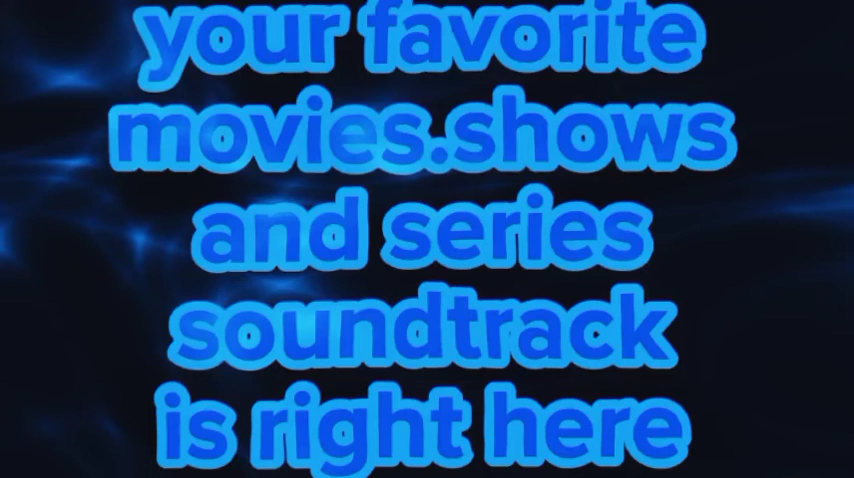 your favorite
movies.shows
and series
soundtrack
is right here